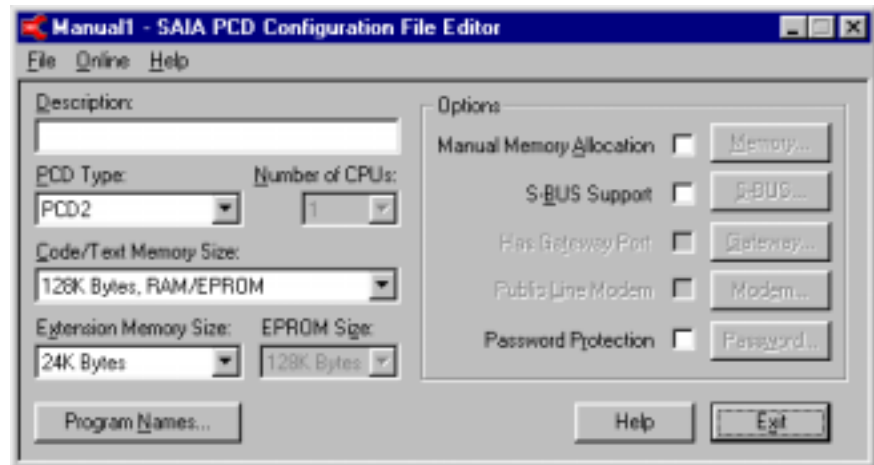 Manual1 - SAIA PCD Configuration File Editor
File Online Help
Description:
PCD Type:
Number of CPUs:
PCD2
1
Code/Text Memory Size:
128K Bytes, RAM/EPROM
Extension Memory Size:
EPROM Size:
24K Bytes
128K Bytes
Program Names...
Options
Manual Memory Allocation
Memory...
S-BUS Support
S-BUS...
Has Gateway Port
Gateway...
Public Line Modem
Modem...
Password Protection
Password...
Help
Exit